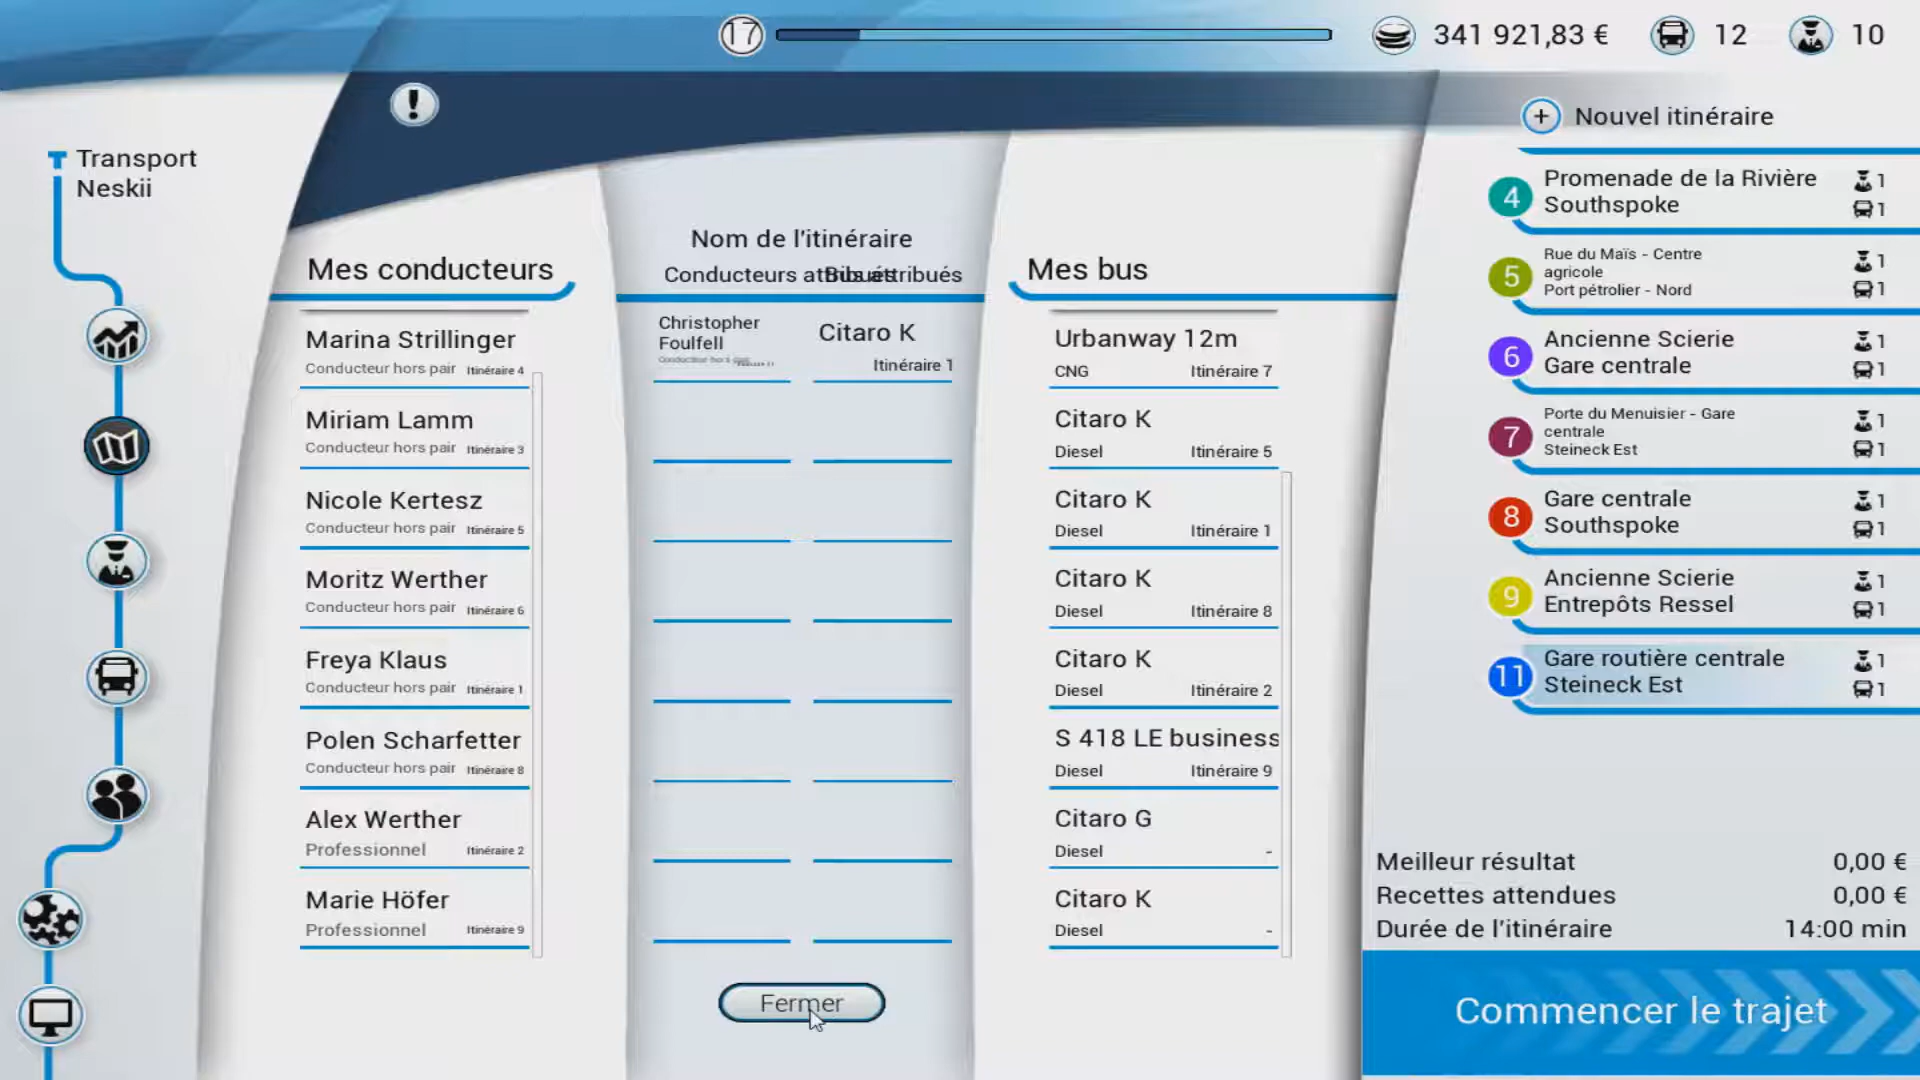 17
341 921,83 €
12
10
Transport
Neskii
Mes conducteurs
Marina Strillinger
Conducteur hors pair Itinéraire 4
Miriam Lamm
Conducteur hors pair Itinéraire 3
Nicole Kertesz
Conducteur hors pair Itinéraire 5
Moritz Werther
Conducteur hors pair Itinéraire 6
Freya Klaus
Conducteur hors pair Itinéraire 1
Polen Scharfetter
Conducteur hors pair Itinéraire 8
Alex Werther
Professionnel Itinéraire 2
Marie Höfer
Professionnel Itinéraire 9
Nom de l'itinéraire
Conducteurs attribués Bus attribués
Christopher
Foulfell
Conducteur hors pair
Citaro K
Itinéraire 1
Fermer
Mes bus
Urbanway 12m
CNG Itinéraire 7
Citaro K
Diesel Itinéraire 5
Citaro K
Diesel Itinéraire 1
Citaro K
Diesel Itinéraire 8
Citaro K
Diesel Itinéraire 2
S 418 LE business
Diesel Itinéraire 9
Citaro G
Diesel -
Citaro K
Diesel -
+ Nouvel itinéraire
4 Promenade de la Rivière 1
Southspoke 1
5 Rue du Maïs - Centre 1
agricole
Port pétrolier - Nord 1
6 Ancienne Scierie 1
Gare centrale 1
7 Porte du Menuisier - Gare 1
centrale
Steineck Est 1
8 Gare centrale 1
Southspoke 1
9 Ancienne Scierie 1
Entrepôts Ressel 1
11 Gare routière centrale 1
Steineck Est 1
Meilleur résultat 0,00 €
Recettes attendues 0,00 €
Durée de l'itinéraire 14:00 min
Commencer le trajet